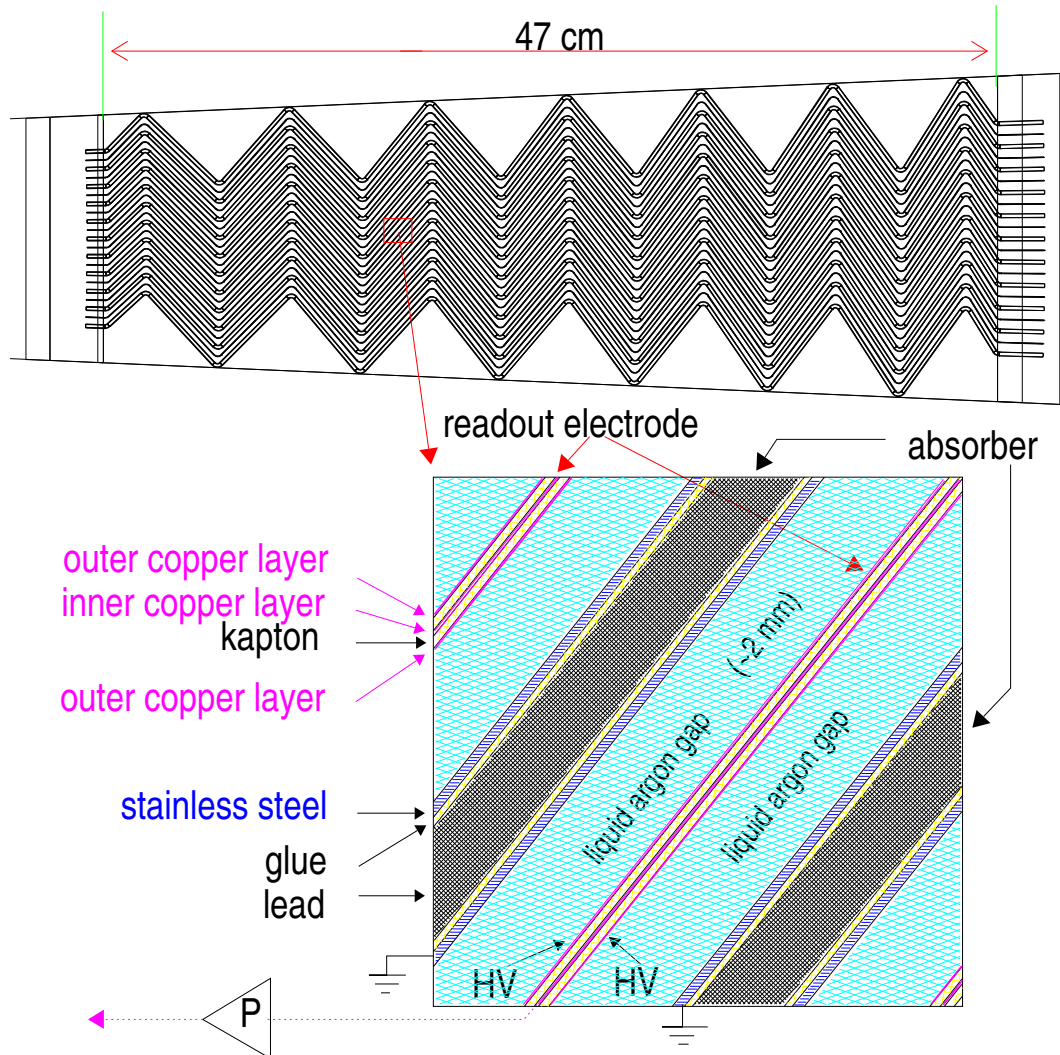 47 cm
readout electrode
absorber
outer copper layer
inner copper layer
kapton
outer copper layer
(~2 mm)
liquid argon gap
liquid argon gap
stainless steel
glue
lead
HV
HV
P